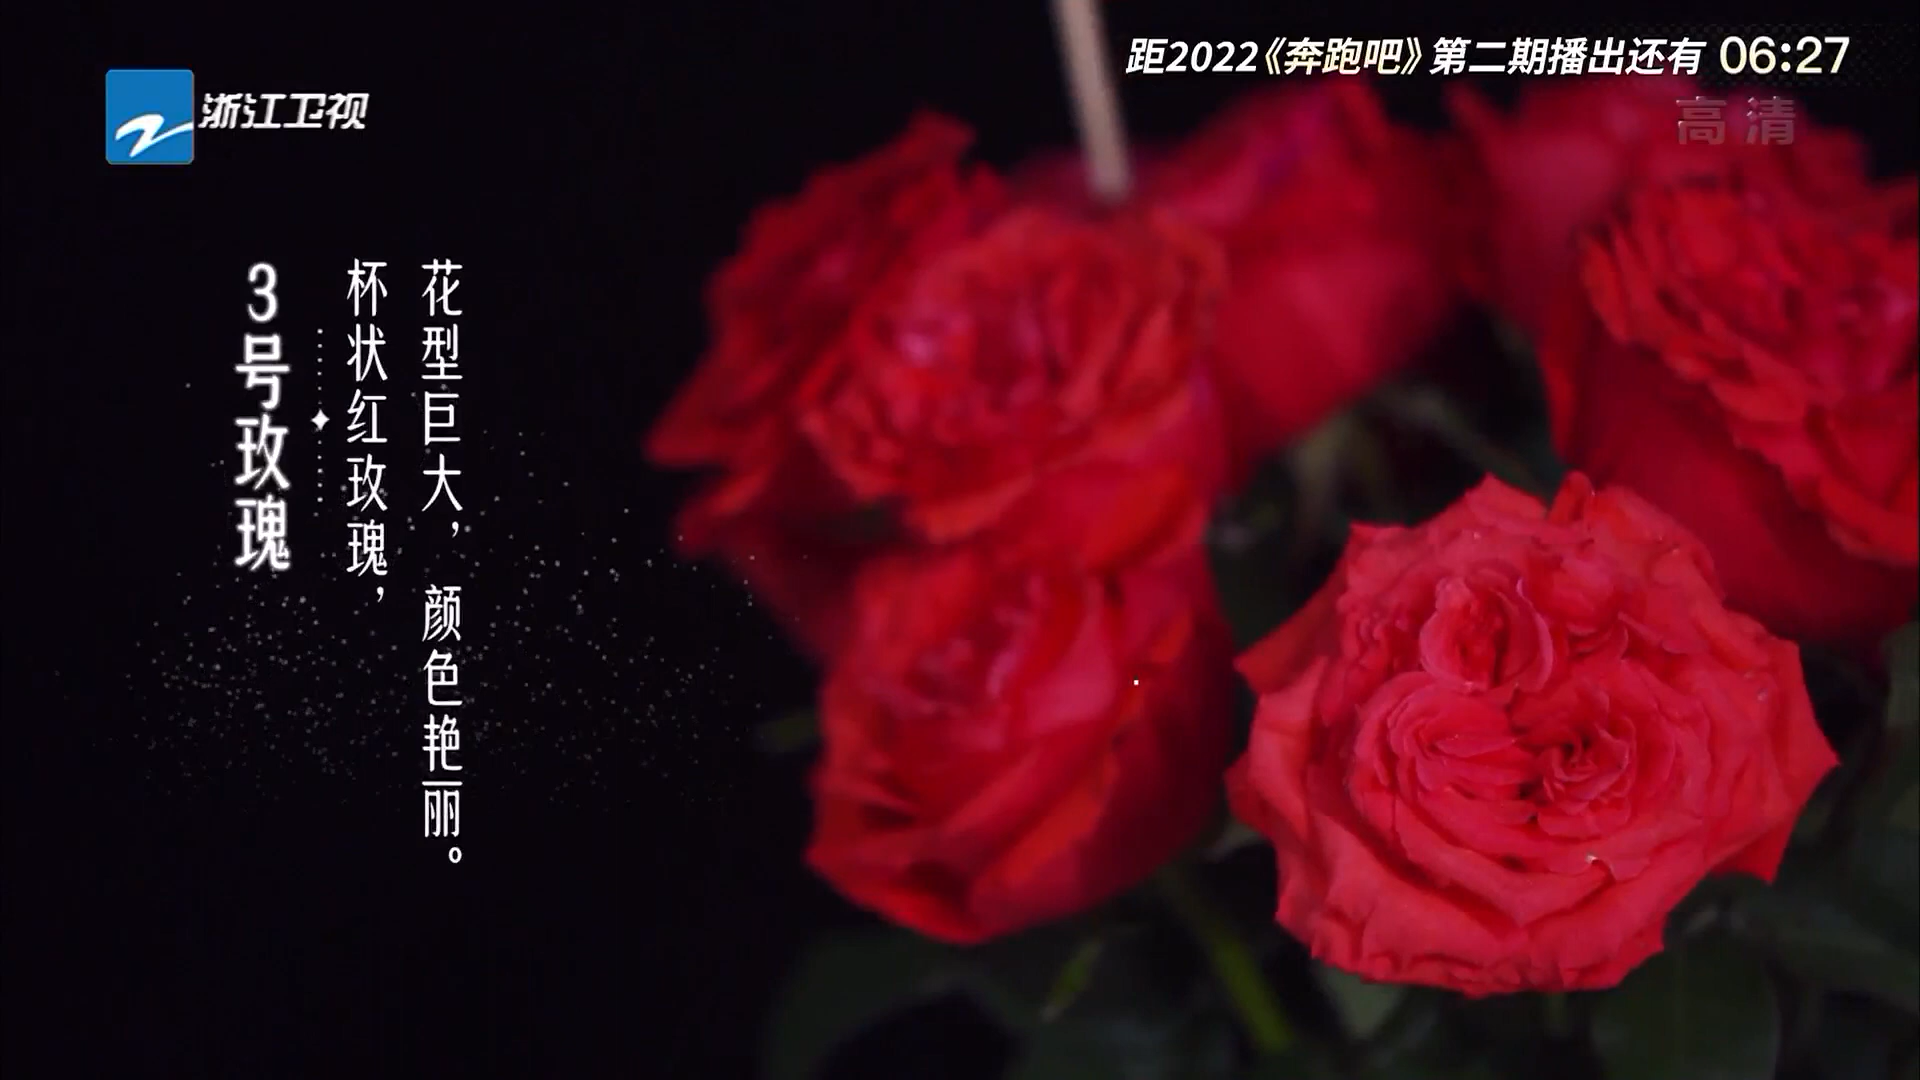 距2022《奔跑吧》第二期播出还有 06:27
浙江卫视
高清
花型巨大，颜色艳丽。
杯状红玫瑰，
3号玫瑰